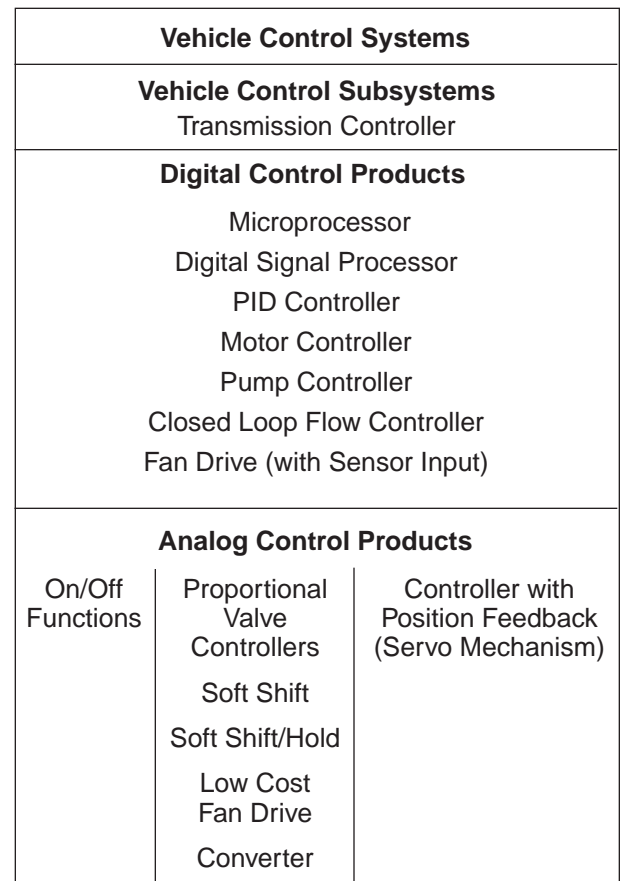 Vehicle Control Systems
Vehicle Control Subsystems
Transmission Controller
Digital Control Products
Microprocessor
Digital Signal Processor
PID Controller
Motor Controller
Pump Controller
Closed Loop Flow Controller
Fan Drive (with Sensor Input)
Analog Control Products
On/Off
Functions
Proportional
Valve
Controllers
Soft Shift
Soft Shift/Hold
Low Cost
Fan Drive
Converter
Controller with
Position Feedback
(Servo Mechanism)